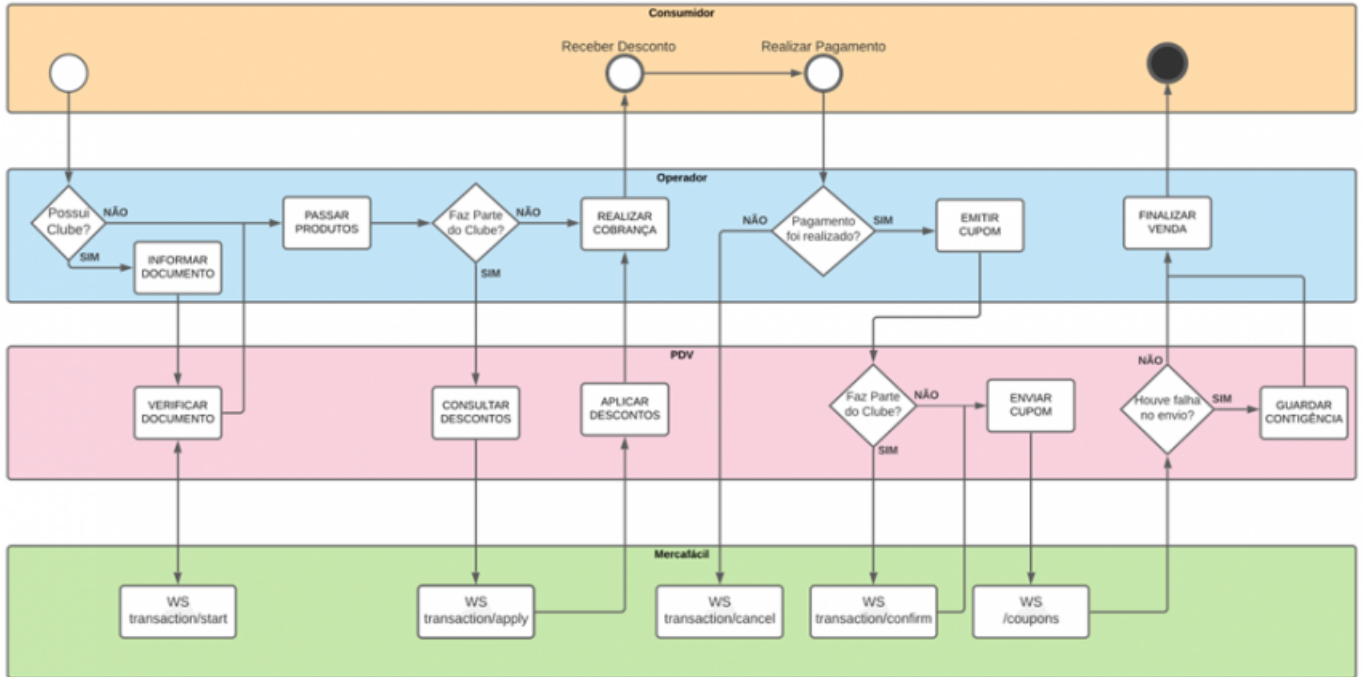 Consumidor
Receber Desconto
Realizar Pagamento
Operador
Possui
Clube?
NÃO
SIM
INFORMAR
DOCUMENTO
PASSAR
PRODUTOS
Faz Parte
do Clube?
NÃO
SIM
REALIZAR
COBRANÇA
NÃO
Pagamento
foi realizado?
SIM
EMITIR
CUPOM
FINALIZAR
VENDA
PDV
VERIFICAR
DOCUMENTO
CONSULTAR
DESCONTOS
APLICAR
DESCONTOS
Faz Parte
do Clube?
NÃO
SIM
ENVIAR
CUPOM
NÃO
Houve falha
no envio?
SIM
GUARDAR
CONTIGÊNCIA
Mercafácil
WS
transaction/start
WS
transaction/apply
WS
transaction/cancel
WS
transaction/confirm
WS
/coupons